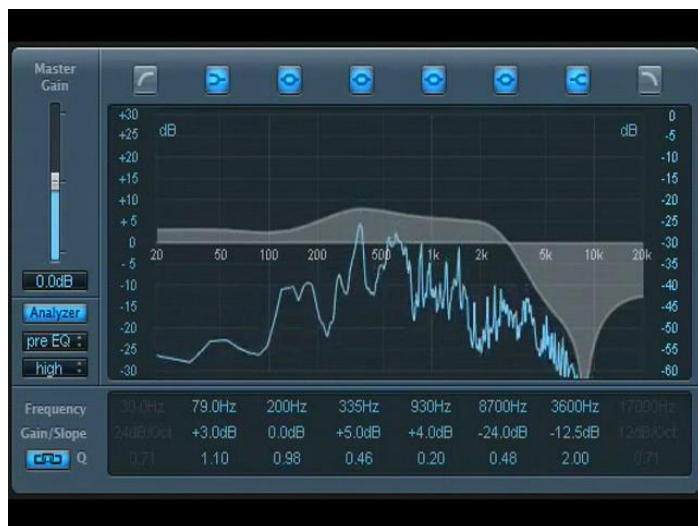 Master
Gain
+30 dB dB 0
+25 -5
+20 -10
+15 -15
+10 -20
+ 5 -25
0 -30
20 50 100 200 500 1k 2k 5k 10k 20k
- 5 -35
-10 -40
-15 -45
-20 -50
-25 -55
-30 -60
0.0dB
Analyzer
pre EQ
high
Frequency 30.0Hz 79.0Hz 200Hz 335Hz 930Hz 8700Hz 3600Hz 17000Hz
Gain/Slope 24dB/Oct +3.0dB 0.0dB +5.0dB +4.0dB -24.0dB -12.5dB 12dB/Oct
Q 0.71 1.10 0.98 0.46 0.20 0.48 2.00 0.71